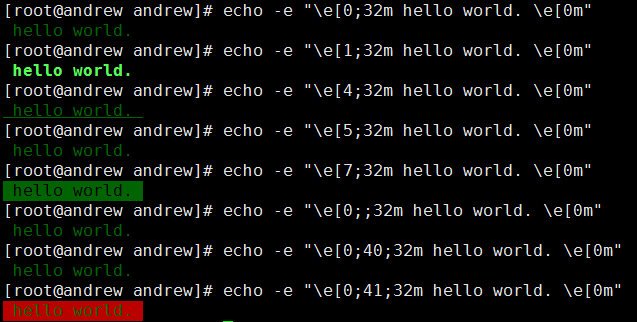 [root@andrew andrew]# echo -e "\e[0;32m hello world. \e[0m"
 hello world.
[root@andrew andrew]# echo -e "\e[1;32m hello world. \e[0m"
 hello world.
[root@andrew andrew]# echo -e "\e[4;32m hello world. \e[0m"
 hello world.
[root@andrew andrew]# echo -e "\e[5;32m hello world. \e[0m"
 hello world.
[root@andrew andrew]# echo -e "\e[7;32m hello world. \e[0m"
 hello world.
[root@andrew andrew]# echo -e "\e[0;;32m hello world. \e[0m"
 hello world.
[root@andrew andrew]# echo -e "\e[0;40;32m hello world. \e[0m"
 hello world.
[root@andrew andrew]# echo -e "\e[0;41;32m hello world. \e[0m"
 hello world.